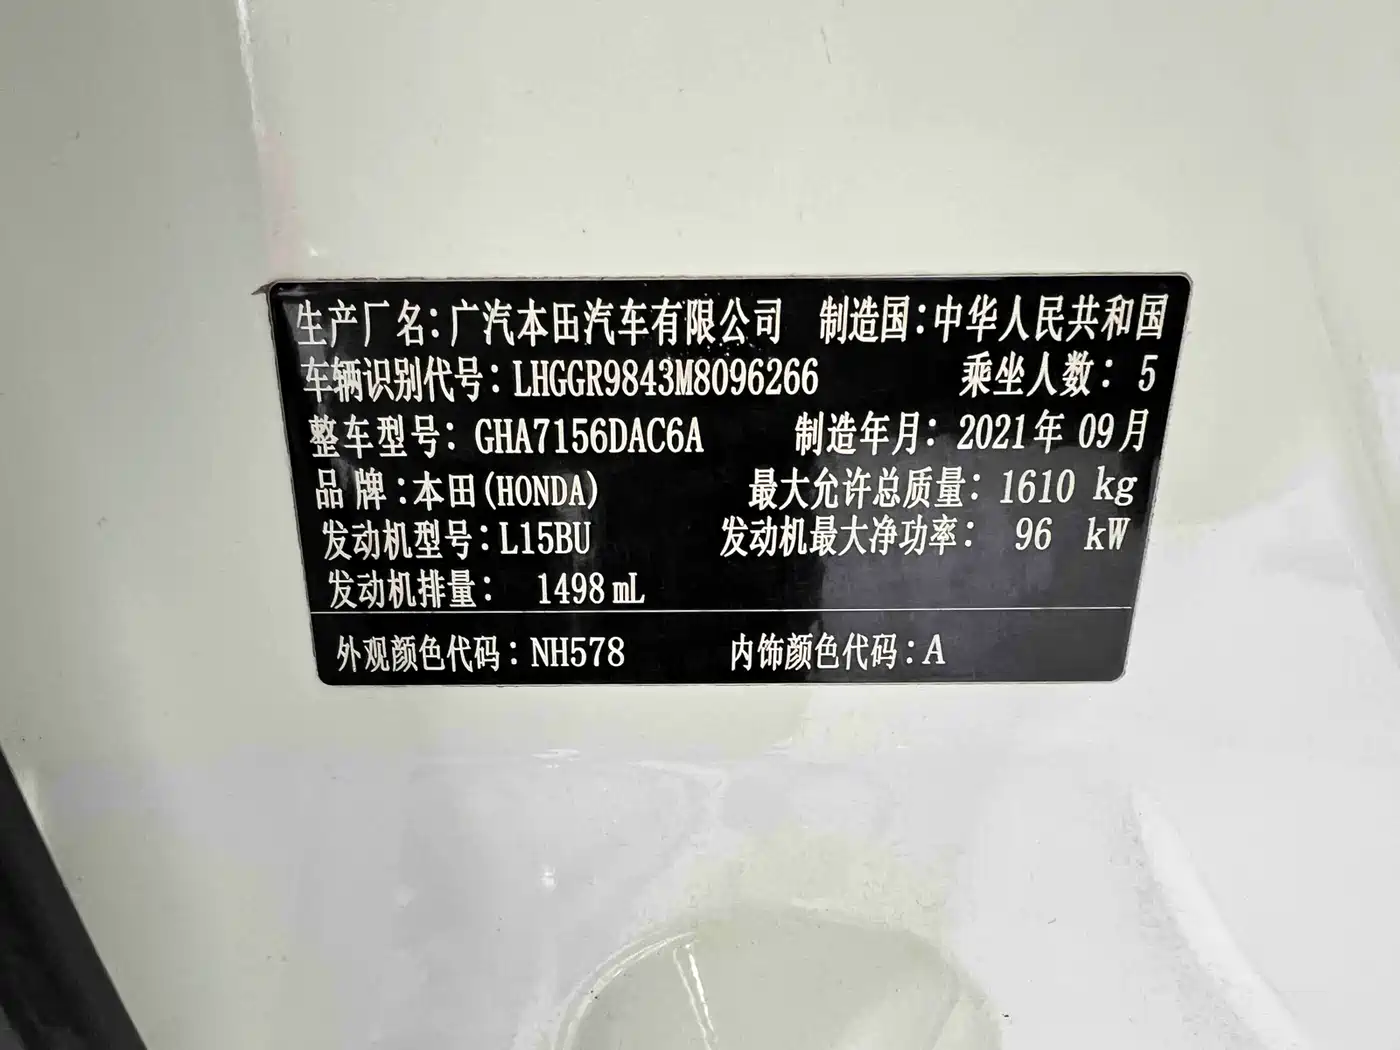 生产厂名：广汽本田汽车有限公司 制造国：中华人民共和国
车辆识别代号：LHGGR9843M8096266 乘坐人数：5
整车型号：GHA7156DAC6A 制造年月：2021年09月
品牌：本田(HONDA) 最大允许总质量：1610 kg
发动机型号：L15BU 发动机最大净功率：96 kW
发动机排量：1498mL
外观颜色代码：NH578 内饰颜色代码：A